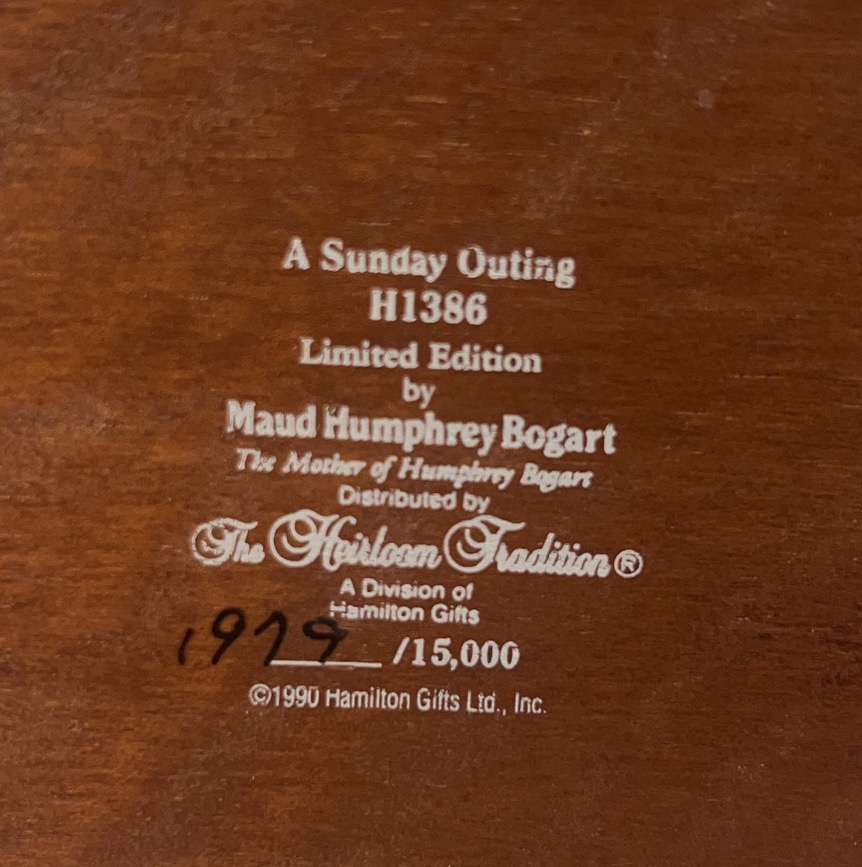 A Sunday Outing
H1386
Limited Edition
by
Maud Humphrey Bogart
The Mother of Humphrey Bogart
Distributed by
The Heirloom Tradition®
A Division of
Hamilton Gifts
1979 /15,000
©1990 Hamilton Gifts Ltd., Inc.